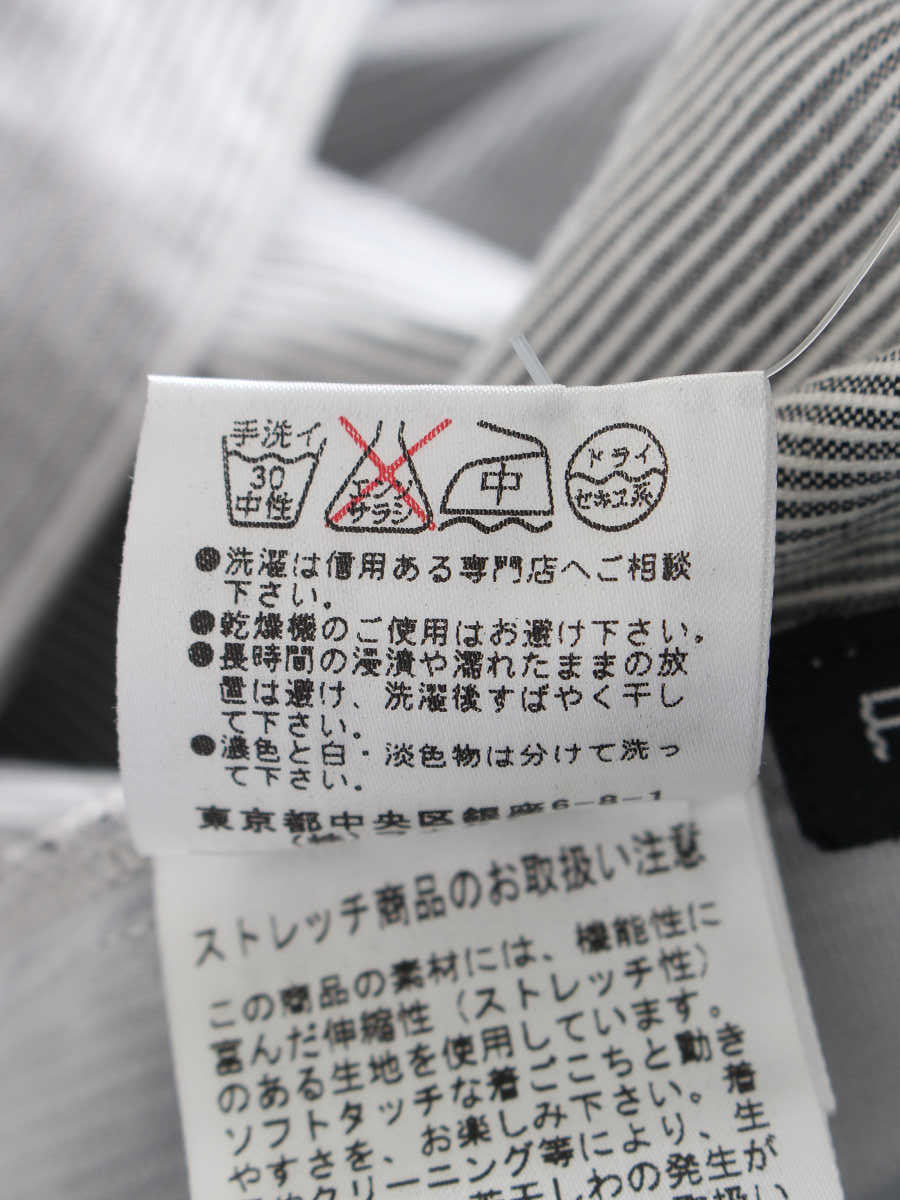 手洗イ
30
中性
エンソ
サラシ
中
ドライ
セキユ系
●洗濯は信用ある専門店へご相談
下さい。
●乾燥機のご使用はお避け下さい。
●長時間の浸漬や濡れたままの放
置は避け、洗濯後すばやく干し
て下さい。
●濃色と白・淡色物は分けて洗っ
て下さい。
東京都中央区銀座6-8-1
ストレッチ商品のお取扱い注意
この商品の素材には、機能性に
富んだ伸縮性（ストレッチ性）
のある生地を使用しています。
ソフトタッチな着ごこちと動き
やすさを、お楽しみ下さい。着
クリーニング等により、生
しわの発生が
取扱い